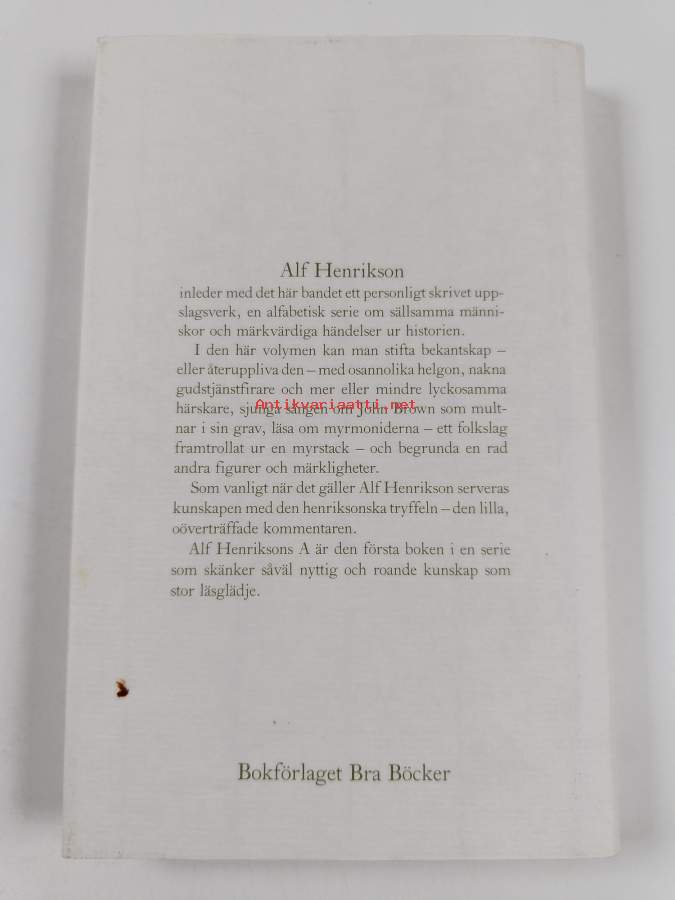 Alf Henrikson
inleder med det här bandet ett personligt skrivet upp-
slagsverk, en alfabetisk serie om sällsamma männi-
skor och märkvärdiga händelser ur historien.
I den här volymen kan man stifta bekantskap –
eller återuppliva den – med osannolika helgon, nakna
gudstjänstfirare och mer eller mindre lyckosamma
härskare, sjunga sången om John Brown som mult-
Antikvariaatti.net
nar i sin grav, läsa om myrmoniderna – ett folkslag
framtrollat ur en myrstack – och begrunda en rad
andra figurer och märkligheter.
Som vanligt när det gäller Alf Henrikson serveras
kunskapen med den henriksonska tryffeln – den lilla,
oöverträffade kommentaren.
Alf Henriksons A är den första boken i en serie
som skänker såväl nyttig och roande kunskap som
stor läsglädje.
Bokförlaget Bra Böcker